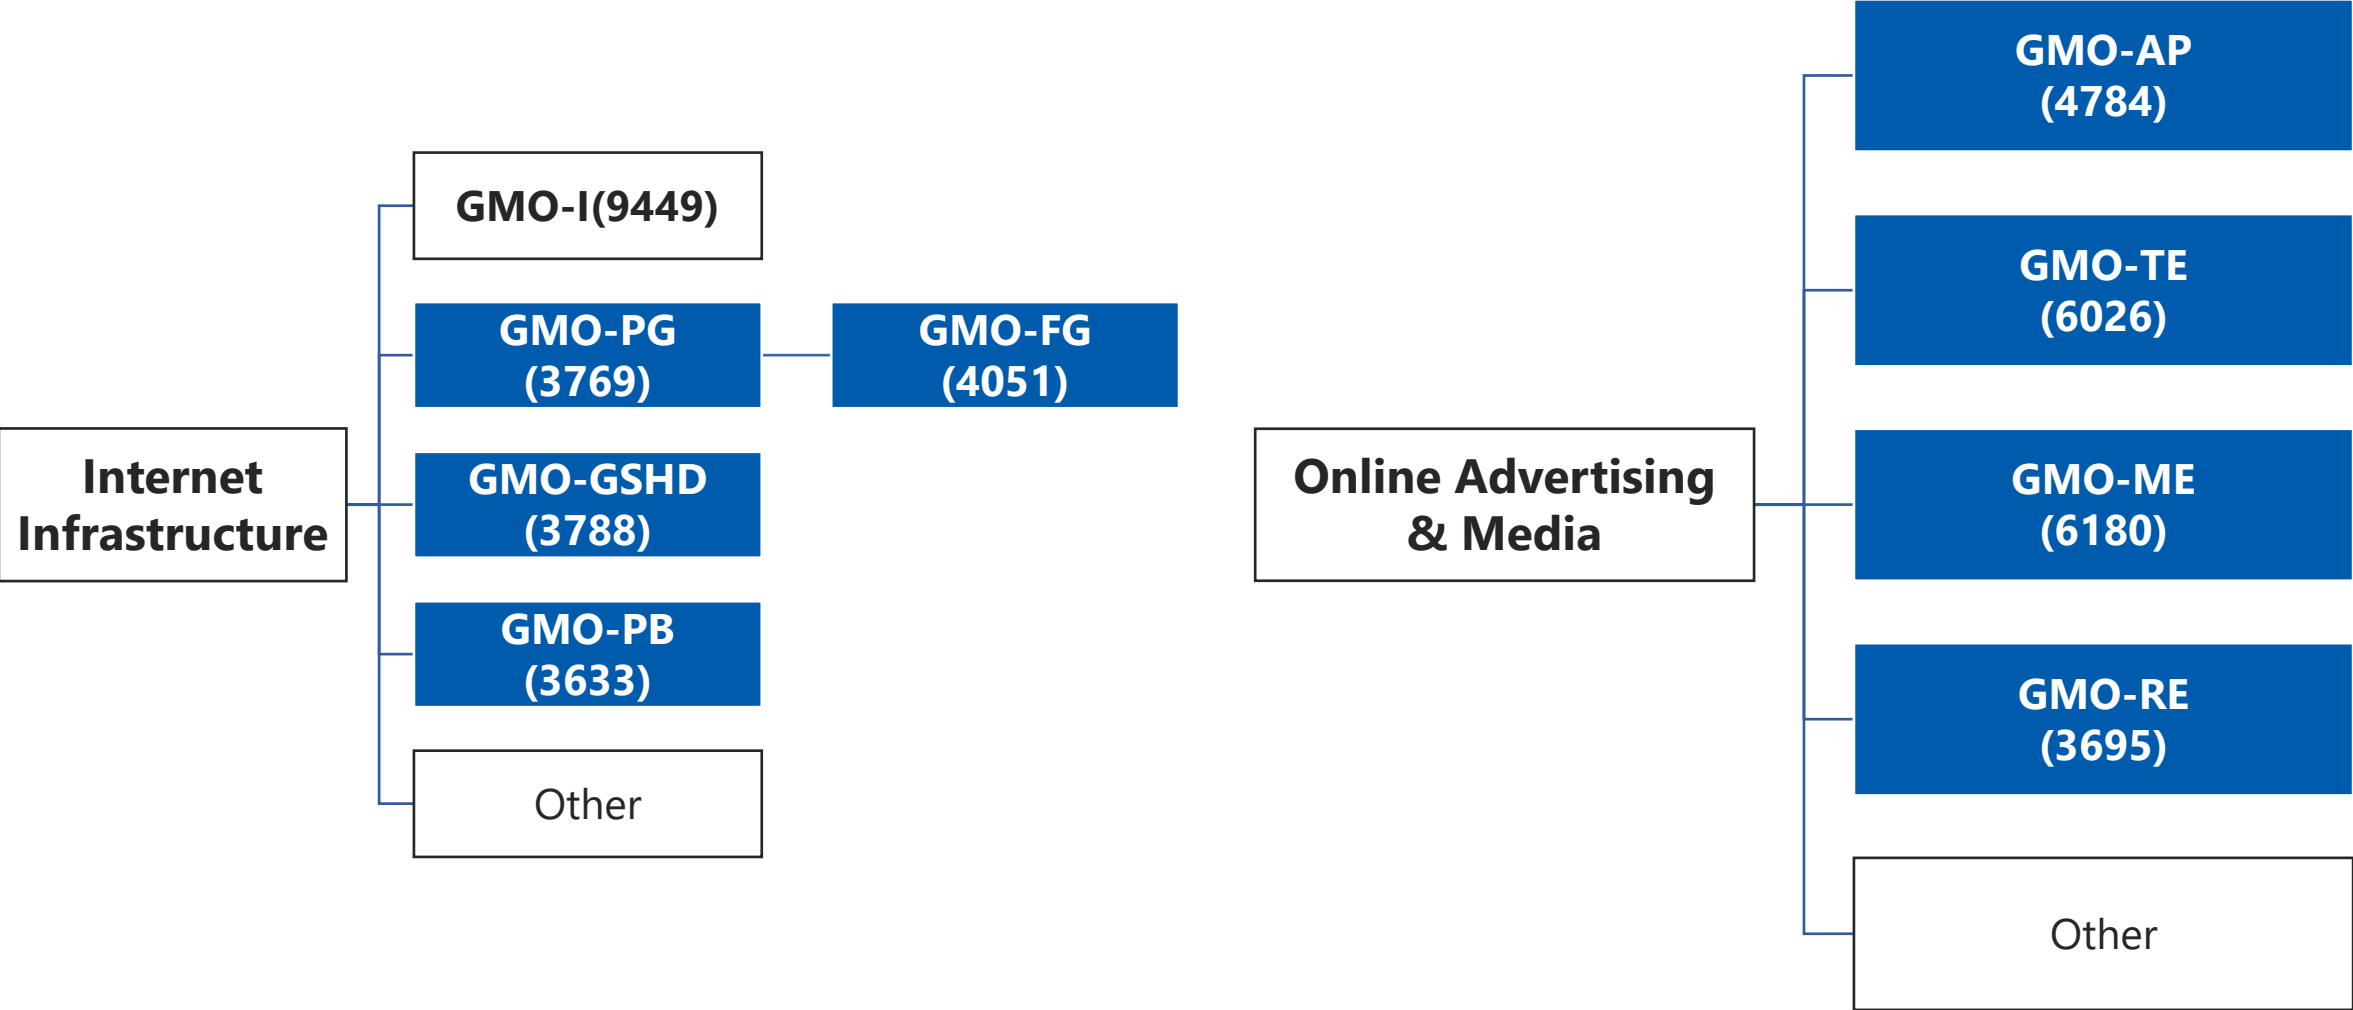 Internet
Infrastructure
GMO-I(9449)
GMO-PG
(3769)
GMO-FG
(4051)
GMO-GSHD
(3788)
GMO-PB
(3633)
Other
Online Advertising
& Media
GMO-AP
(4784)
GMO-TE
(6026)
GMO-ME
(6180)
GMO-RE
(3695)
Other